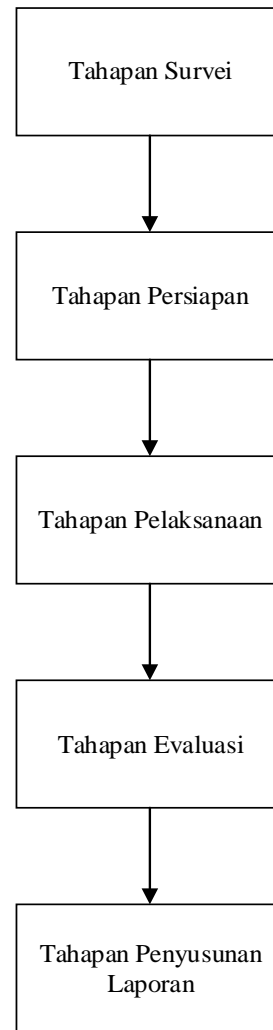 Tahapan Survei
Tahapan Persiapan
Tahapan Pelaksanaan
Tahapan Evaluasi
Tahapan Penyusunan
Laporan